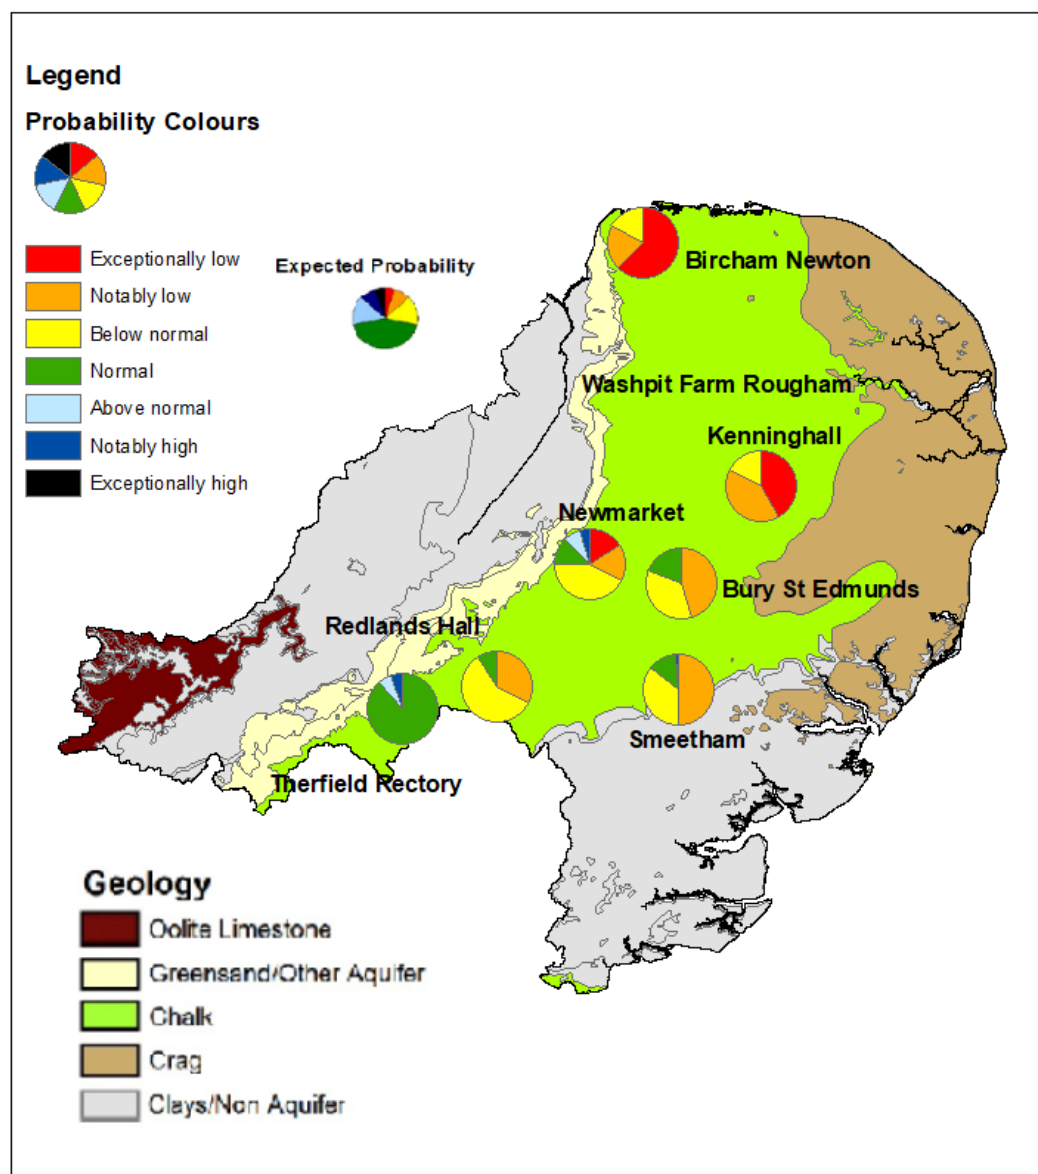 Legend
Probability Colours
Exceptionally low
Notably low
Below normal
Normal
Above normal
Notably high
Exceptionally high
Expected Probability
Bircham Newton
Washpit Farm Rougham
Kenninghall
Newmarket
Bury St Edmunds
Redlands Hall
Smeetham
Therfield Rectory
Geology
Oolite Limestone
Greensand/Other Aquifer
Chalk
Crag
Clays/Non Aquifer